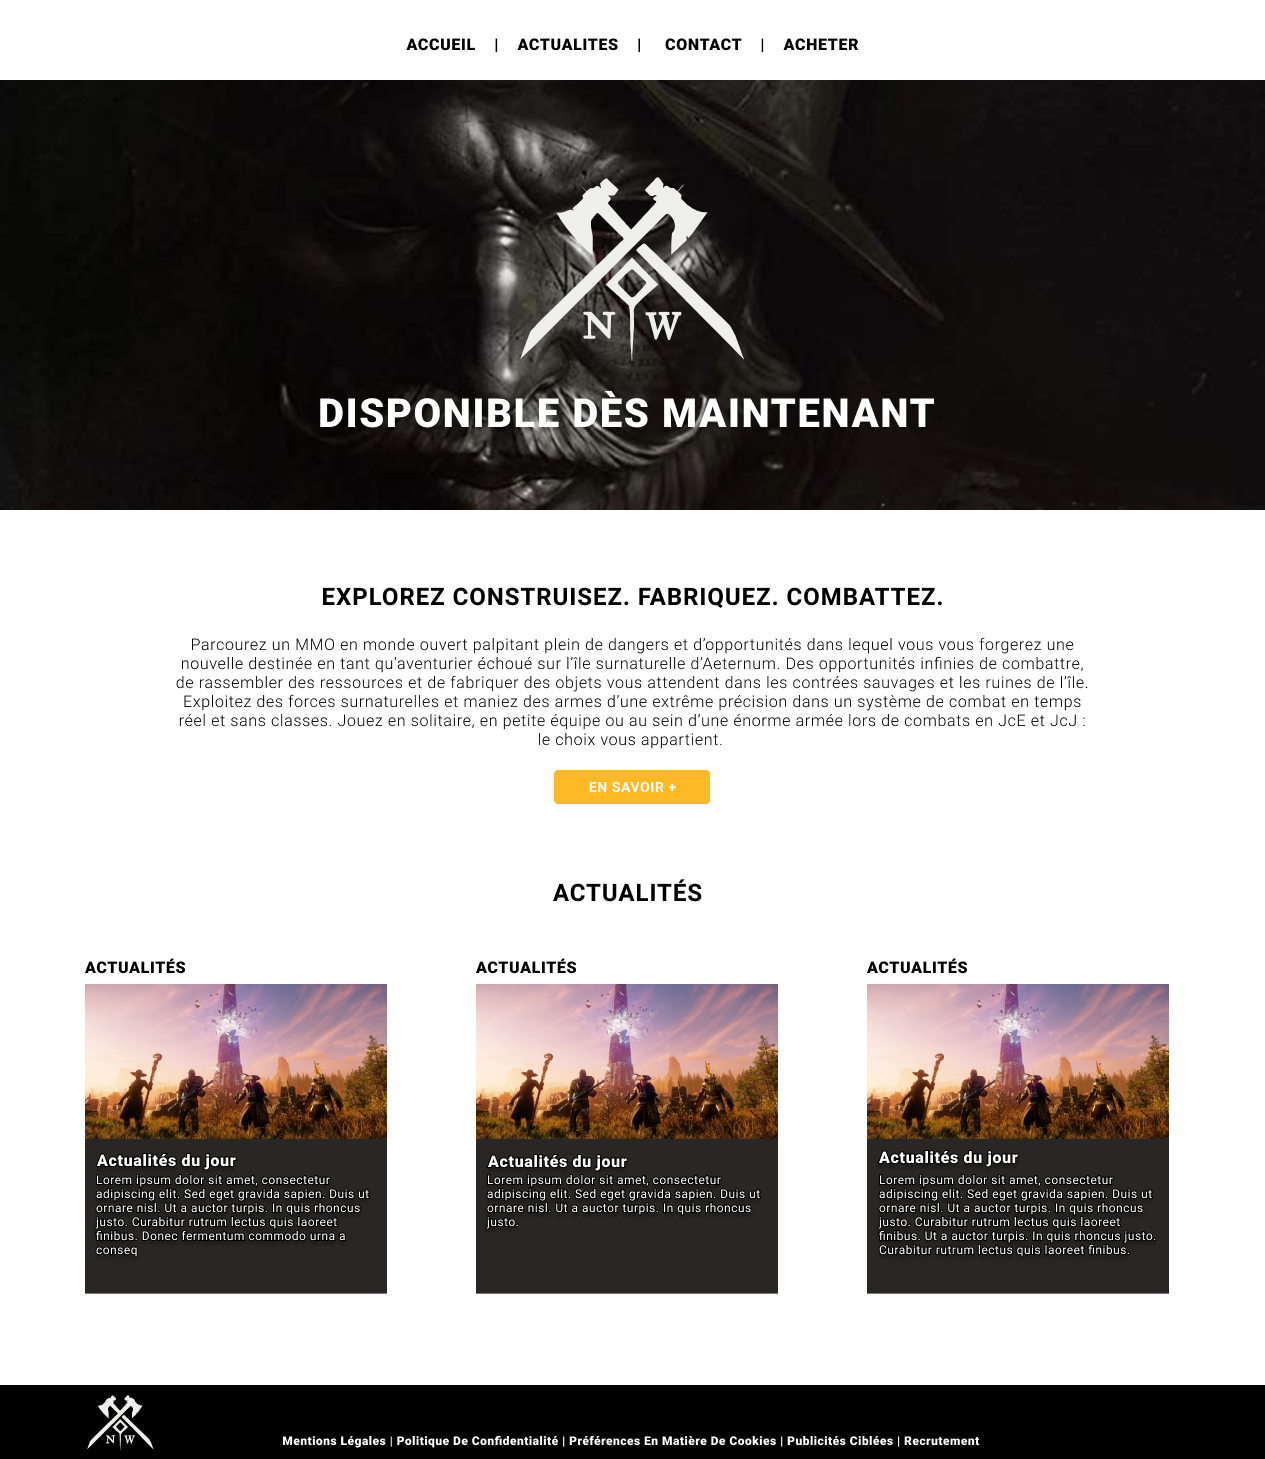 ACCUEIL | ACTUALITES | CONTACT | ACHETER
N W
DISPONIBLE DÈS MAINTENANT
EXPLOREZ CONSTRUISEZ. FABRIQUEZ. COMBATTEZ.
Parcourez un MMO en monde ouvert palpitant plein de dangers et d’opportunités dans lequel vous vous forgerez une
nouvelle destinée en tant qu’aventurier échoué sur l’île surnaturelle d’Aeternum. Des opportunités infinies de combattre,
de rassembler des ressources et de fabriquer des objets vous attendent dans les contrées sauvages et les ruines de l’île.
Exploitez des forces surnaturelles et maniez des armes d’une extrême précision dans un système de combat en temps
réel et sans classes. Jouez en solitaire, en petite équipe ou au sein d’une énorme armée lors de combats en JcE et JcJ :
le choix vous appartient.
EN SAVOIR +
ACTUALITÉS
ACTUALITÉS
Actualités du jour
Lorem ipsum dolor sit amet, consectetur
adipiscing elit. Sed eget gravida sapien. Duis ut
ornare nisl. Ut a auctor turpis. In quis rhoncus
justo. Curabitur rutrum lectus quis laoreet
finibus. Donec fermentum commodo urna a
conseq
ACTUALITÉS
Actualités du jour
Lorem ipsum dolor sit amet, consectetur
adipiscing elit. Sed eget gravida sapien. Duis ut
ornare nisl. Ut a auctor turpis. In quis rhoncus
justo.
ACTUALITÉS
Actualités du jour
Lorem ipsum dolor sit amet, consectetur
adipiscing elit. Sed eget gravida sapien. Duis ut
ornare nisl. Ut a auctor turpis. In quis rhoncus
justo. Curabitur rutrum lectus quis laoreet
finibus. Ut a auctor turpis. In quis rhoncus justo.
Curabitur rutrum lectus quis laoreet finibus.
N W
Mentions Légales | Politique De Confidentialité | Préférences En Matière De Cookies | Publicités Ciblées | Recrutement